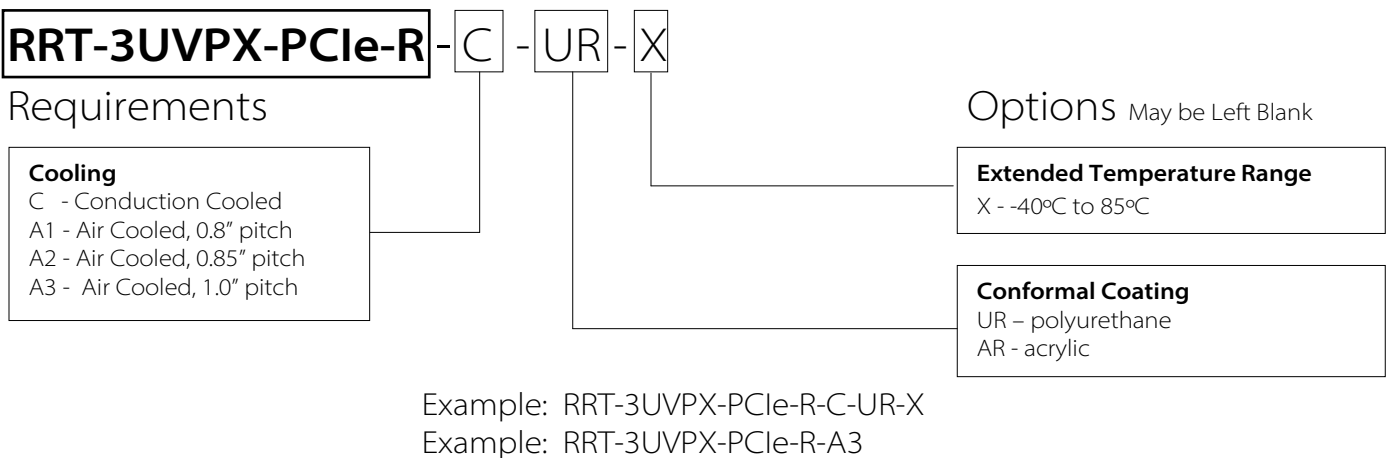 RRT-3UVPX-PCIe-R - C - UR - X
Requirements
Options May be Left Blank
Cooling
C - Conduction Cooled
A1 - Air Cooled, 0.8” pitch
A2 - Air Cooled, 0.85” pitch
A3 - Air Cooled, 1.0” pitch
Extended Temperature Range
X - -40ºC to 85ºC
Conformal Coating
UR – polyurethane
AR - acrylic
Example: RRT-3UVPX-PCIe-R-C-UR-X
Example: RRT-3UVPX-PCIe-R-A3